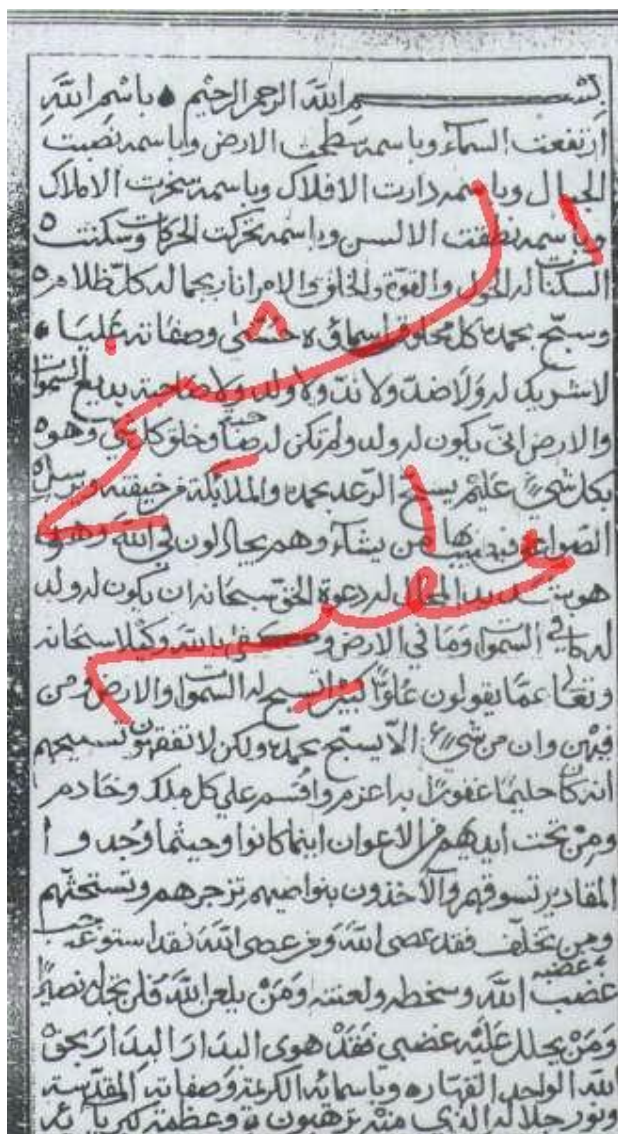 بسم الله الرحمن الرحيم • باسم الله
ارتفعت السمآء وباسمه سطحت الارض وباسمه نصبت
الجبال وباسمه دارت الافلاك وباسمه سخرت الاملاك
وباسمه نطقت الالسن وباسمه تحركت الحركات وسكنت
السكنات له الحول والقوة والخلق والامر انار بجماله كل ظلام
وسبح بحمده كل مخلوق اسماؤه حسنى وصفاته عليا •
لا شريك له ولا ضد ولا ند ولا ولد ولا صاحبة بديع السموات
والارض انى يكون له ولد ولم تكن له صاحبة وخلق كل شئ وهو
بكل شئ عليم يسبح الرعد بحمده والملائكة من خيفته ويرسل
الصواعق فيصيب بها من يشآء وهم يجادلون فى الله وهو
هو شديد المحال له دعوة الحق سبحانه ان يكون له ولد
له ما فى السموات وما في الارض وكفى بالله وكيلا سبحانه
وتعالى عما يقولون علوا كبيرا تسبح له السموات والارض ومن
فيهن وان من شئ الا يسبح بحمده ولكن لا تفقهون تسبيحهم
انه كان حليما غفورا اعزم واقسم علي كل ملك وخادم
ومن تحت ايديهم من الاعوان اينما كانوا وحيثما وجدوا
المقادير تسوقهم والآخذون بنواصيهم تزجرهم وتستحثهم
ومن تخلف فقد عصى الله ومن عصى الله فقد استوجب
غضب الله وسخطه ولعنته ومن يلعن الله فلن تجد له نصيرا
ومن يحلل عليه غضبي فقد هوى البدار البدار بحق
الله الواحد القهار وباسمائه الكريمة وصفاته المقدسة
ونور جلاله الذي منه ترهبون وعظمة كبريائه